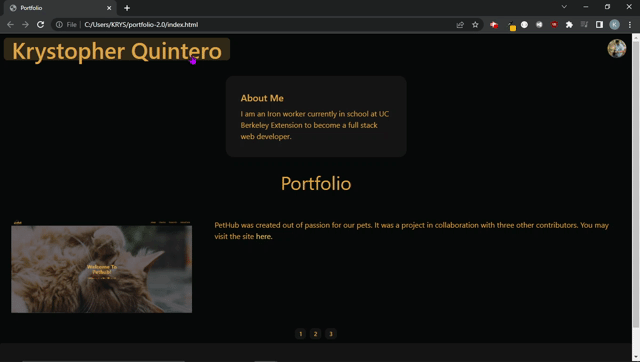 Portfolio
File
C:/Users/KRYS/portfolio-2.0/index.html
Krystopher Quintero
About Me
I am an Iron worker currently in school at UC
Berkeley Extension to become a full stack
web developer.
Portfolio
PetHub was created out of passion for our pets. It was a project in collaboration with three other contributors. You may
visit the site here.
Welcome To
PetHub!
1 2 3